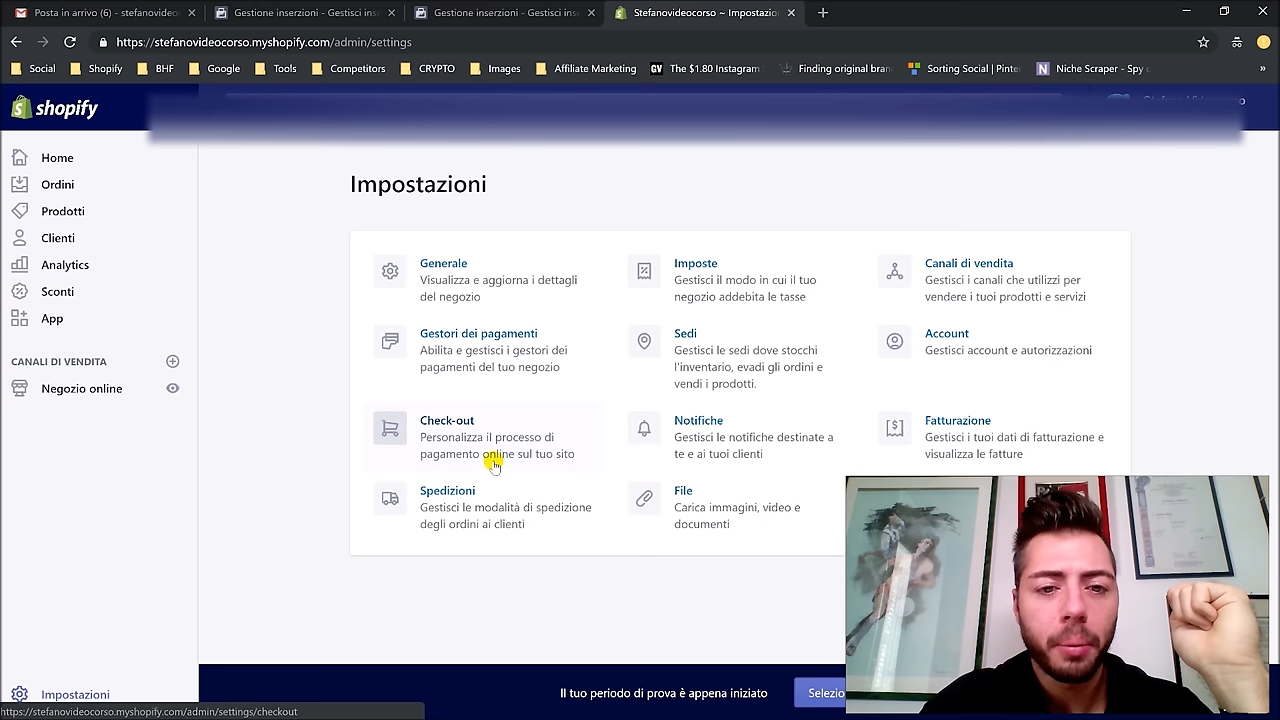 Posta in arrivo (6) - stefanovideoc
Gestione inserzioni - Gestisci ins
Gestione inserzioni - Gestisci ins
Stefanovideocorso ~ Impostazion
https://stefanovideocorso.myshopify.com/admin/settings
Social
Shopify
BHF
Google
Tools
Competitors
CRYPTO
Images
Affiliate Marketing
GV
The $1.80 Instagram
Finding original bran
Sorting Social | Pinte
N
Niche Scraper - Spy
»
shopify
Home
Ordini
Prodotti
Clienti
Analytics
Sconti
App
CANALI DI VENDITA
Negozio online
Impostazioni
Impostazioni
Generale
Visualizza e aggiorna i dettagli
del negozio
Imposte
Gestisci il modo in cui il tuo
negozio addebita le tasse
Canali di vendita
Gestisci i canali che utilizzi per
vendere i tuoi prodotti e servizi
Gestori dei pagamenti
Abilita e gestisci i gestori dei
pagamenti del tuo negozio
Sedi
Gestisci le sedi dove stocchi
l'inventario, evadi gli ordini e
vendi i prodotti.
Account
Gestisci account e autorizzazioni
Check-out
Personalizza il processo di
pagamento online sul tuo sito
Notifiche
Gestisci le notifiche destinate a
te e ai tuoi clienti
Fatturazione
Gestisci i tuoi dati di fatturazione e
visualizza le fatture
Spedizioni
Gestisci le modalità di spedizione
degli ordini ai clienti
File
Carica immagini, video e
documenti
Il tuo periodo di prova è appena iniziato
Selezio
https://stefanovideocorso.myshopify.com/admin/settings/checkout